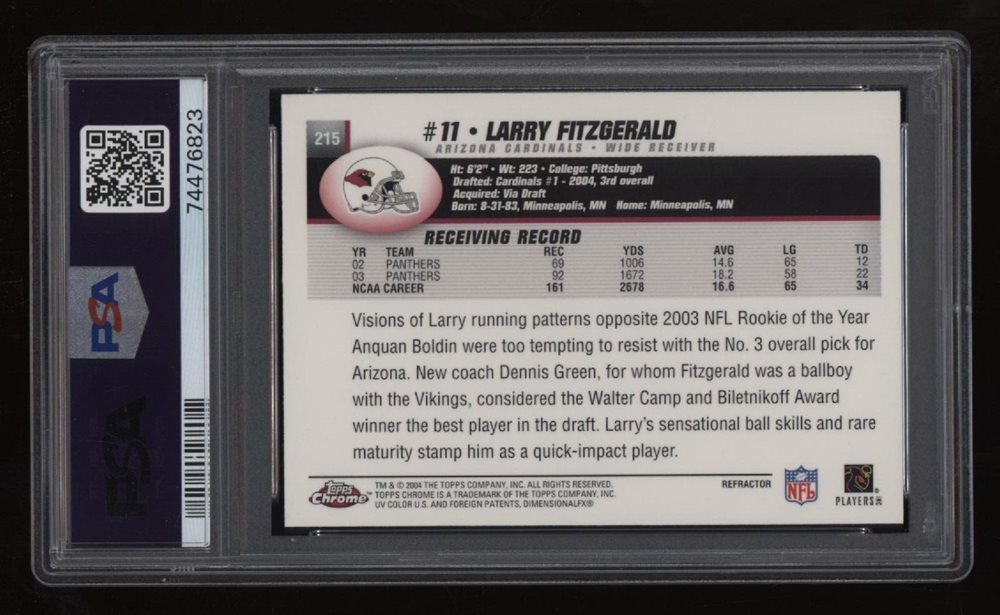 74476823
PSA
PSA
215
#11 • LARRY FITZGERALD
ARIZONA CARDINALS • WIDE RECEIVER
Ht: 6'2" • Wt: 223 • College: Pittsburgh
Drafted: Cardinals #1 - 2004, 3rd overall
Acquired: Via Draft
Born: 8-31-83, Minneapolis, MN Home: Minneapolis, MN
RECEIVING RECORD
YR TEAM REC YDS AVG LG TD
02 PANTHERS 69 1006 14.6 65 12
03 PANTHERS 92 1672 18.2 58 22
NCAA CAREER 161 2678 16.6 65 34
Visions of Larry running patterns opposite 2003 NFL Rookie of the Year
Anquan Boldin were too tempting to resist with the No. 3 overall pick for
Arizona. New coach Dennis Green, for whom Fitzgerald was a ballboy
with the Vikings, considered the Walter Camp and Biletnikoff Award
winner the best player in the draft. Larry's sensational ball skills and rare
maturity stamp him as a quick-impact player.
Topps
Chrome
TM & © 2004 THE TOPPS COMPANY, INC. ALL RIGHTS RESERVED.
TOPPS CHROME IS A TRADEMARK OF THE TOPPS COMPANY, INC.
UV COLOR U.S. AND FOREIGN PATENTS, DIMENSIONALFX®
REFRACTOR
NFL
PLAYERS